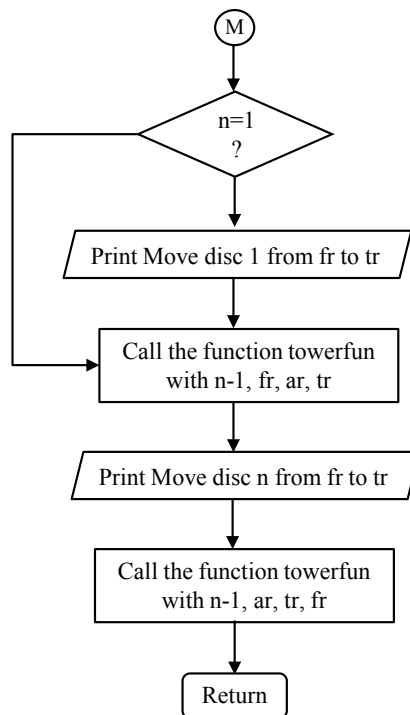 M
n=1
?
Print Move disc 1 from fr to tr
Call the function towerfun
with n-1, fr, ar, tr
Print Move disc n from fr to tr
Call the function towerfun
with n-1, ar, tr, fr
Return